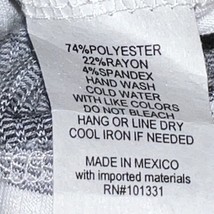 74%POLYESTER
22%RAYON
4%SPANDEX
HAND WASH
COLD WATER
WITH LIKE COLORS
DO NOT BLEACH
HANG OR LINE DRY
COOL IRON IF NEEDED
MADE IN MEXICO
with imported materials
RN#101331